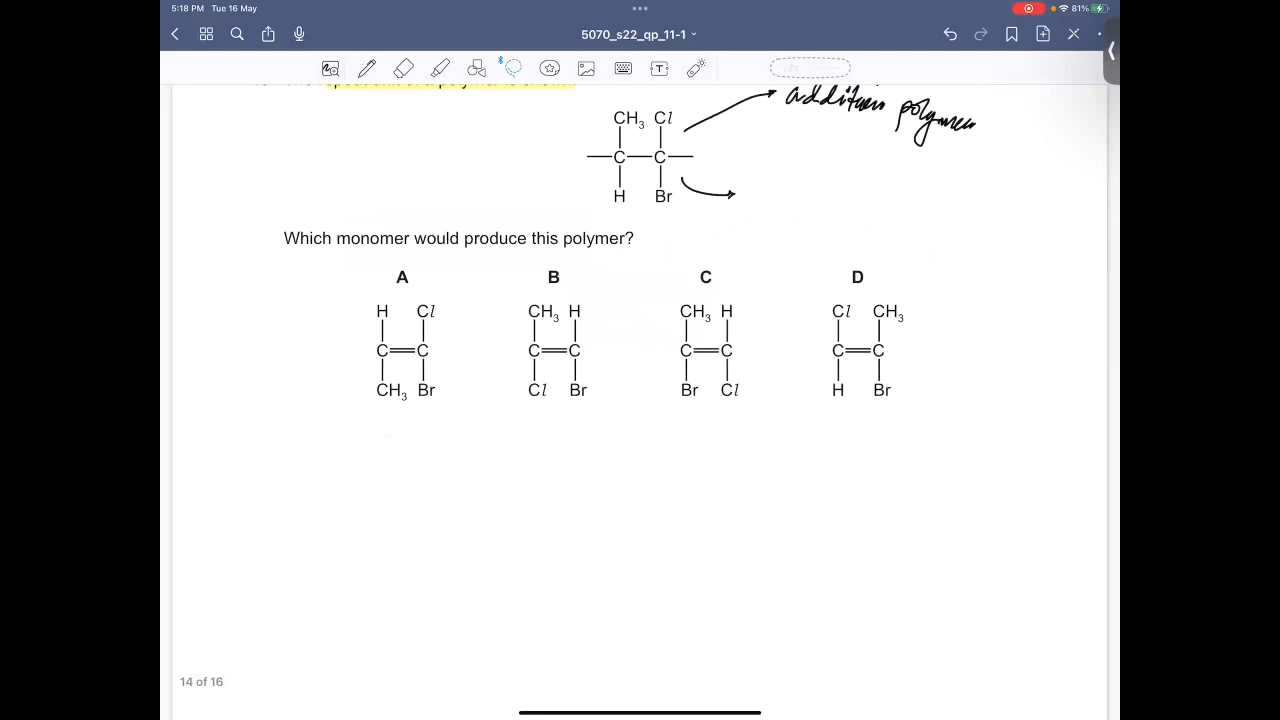 5:18 PM Tue 16 May
81%
5070_s22_qp_11-1
addition polymer
CH3 Cl
C C
H Br
Which monomer would produce this polymer?
A B C D
H Cl CH3 H CH3 H Cl CH3
C C C C C C C C
CH3 Br Cl Br Br Cl H Br
14 of 16